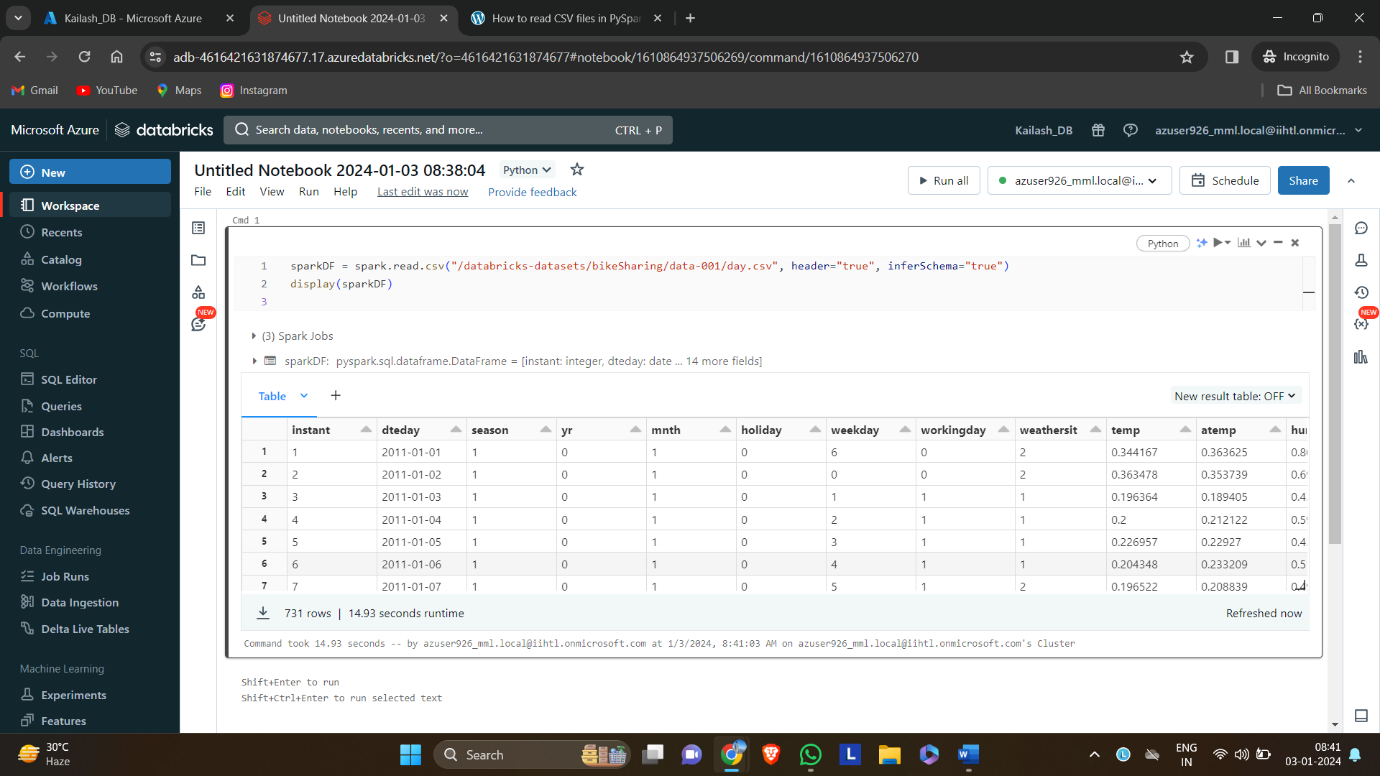 Kailash_DB - Microsoft Azure
Untitled Notebook 2024-01-03
How to read CSV files in PySpar
adb-4616421631874677.17.azuredatabricks.net/?o=4616421631874677#notebook/1610864937506269/command/1610864937506270
Incognito
Gmail YouTube Maps Instagram All Bookmarks
Microsoft Azure databricks Search data, notebooks, recents, and more... CTRL + P Kailash_DB azuser926_mml.local@iihtl.onmicr...
New
Workspace
Recents
Catalog
Workflows
Compute
SQL
SQL Editor
Queries
Dashboards
Alerts
Query History
SQL Warehouses
Data Engineering
Job Runs
Data Ingestion
Delta Live Tables
Machine Learning
Experiments
Features
Untitled Notebook 2024-01-03 08:38:04 Python
File Edit View Run Help Last edit was now Provide feedback
Run all azuser926_mml.local@i... Schedule Share
NEW
NEW
Cmd 1
Python
1 sparkDF = spark.read.csv("/databricks-datasets/bikeSharing/data-001/day.csv", header="true", inferSchema="true")
2 display(sparkDF)
3
(3) Spark Jobs
sparkDF: pyspark.sql.dataframe.DataFrame = [instant: integer, dteday: date ... 14 more fields]
Table + New result table: OFF
instant dteday season yr mnth holiday weekday workingday weathersit temp atemp hu
1 1 2011-01-01 1 0 1 0 6 0 2 0.344167 0.363625 0.8
2 2 2011-01-02 1 0 1 0 0 0 2 0.363478 0.353739 0.6
3 3 2011-01-03 1 0 1 0 1 1 1 0.196364 0.189405 0.4
4 4 2011-01-04 1 0 1 0 2 1 1 0.2 0.212122 0.5
5 5 2011-01-05 1 0 1 0 3 1 1 0.226957 0.22927 0.4
6 6 2011-01-06 1 0 1 0 4 1 1 0.204348 0.233209 0.5
7 7 2011-01-07 1 0 1 0 5 1 2 0.196522 0.208839 0.4
731 rows | 14.93 seconds runtime Refreshed now
Command took 14.93 seconds -- by azuser926_mml.local@iihtl.onmicrosoft.com at 1/3/2024, 8:41:03 AM on azuser926_mml.local@iihtl.onmicrosoft.com's Cluster
Shift+Enter to run
Shift+Ctrl+Enter to run selected text
30°C
Haze
Search
L
W
ENG
IN
08:41
03-01-2024